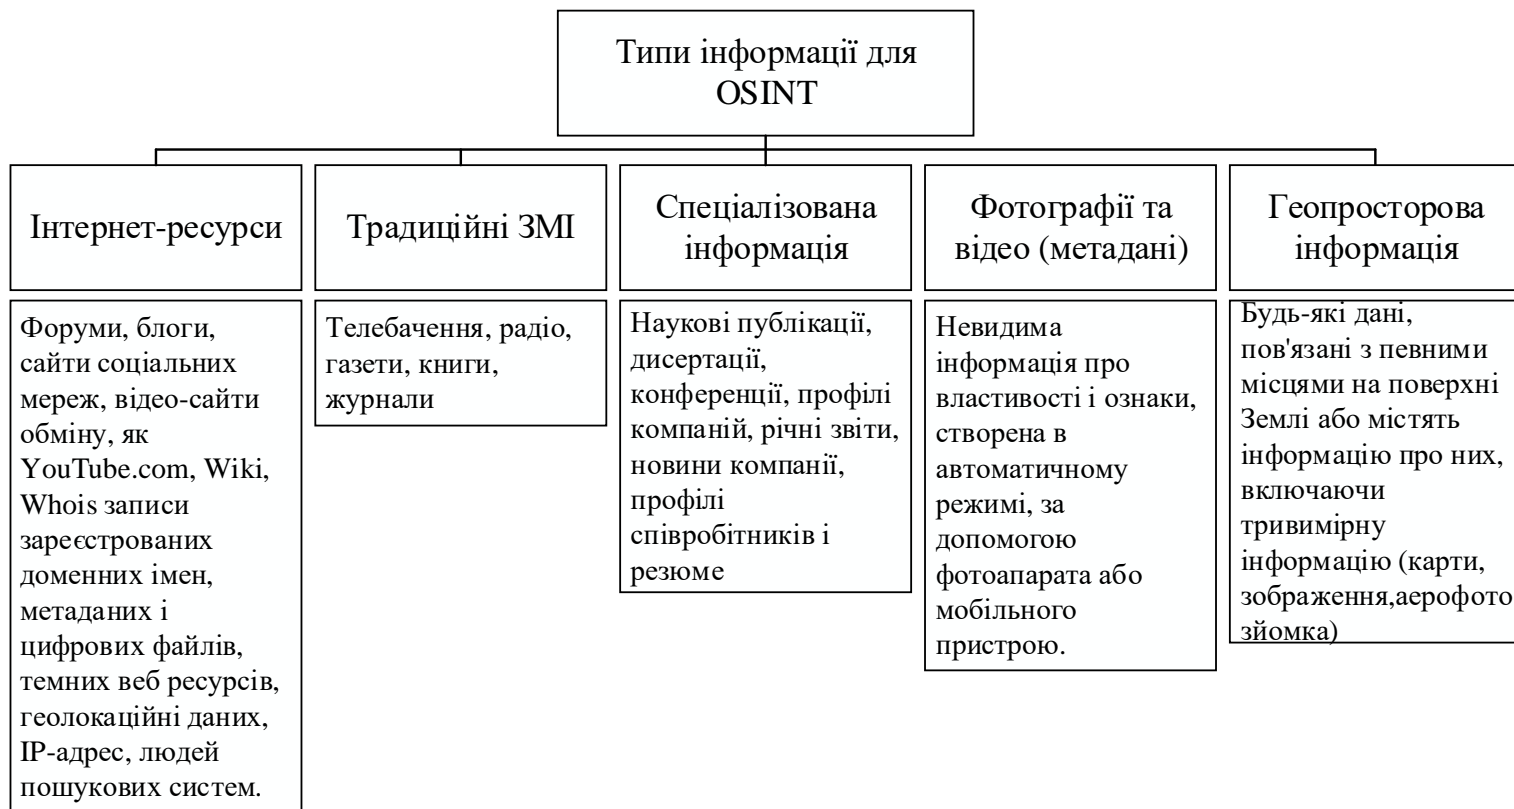 Типи інформації для
OSINT
Інтернет-ресурси
Традиційні ЗМІ
Спеціалізована
інформація
Фотографії та
відео (метадані)
Геопросторова
інформація
Форуми, блоги,
сайти соціальних
мереж, відео-сайти
обміну, як
YouTube.com, Wiki,
Whois записи
зареєстрованих
доменних імен,
метаданих і
цифрових файлів,
темних веб ресурсів,
геолокаційні даних,
IP-адрес, людей
пошукових систем.
Телебачення, радіо,
газети, книги,
журнали
Наукові публікації,
дисертації,
конференції, профілі
компаній, річні звіти,
новини компанії,
профілі
співробітників і
резюме
Невидима
інформація про
властивості і ознаки,
створена в
автоматичному
режимі, за
допомогою
фотоапарата або
мобільного
пристрою.
Будь-які дані,
пов'язані з певними
місцями на поверхні
Землі або містять
інформацію про них,
включаючи
тривимірну
інформацію (карти,
зображення,аерофото
зйомка)